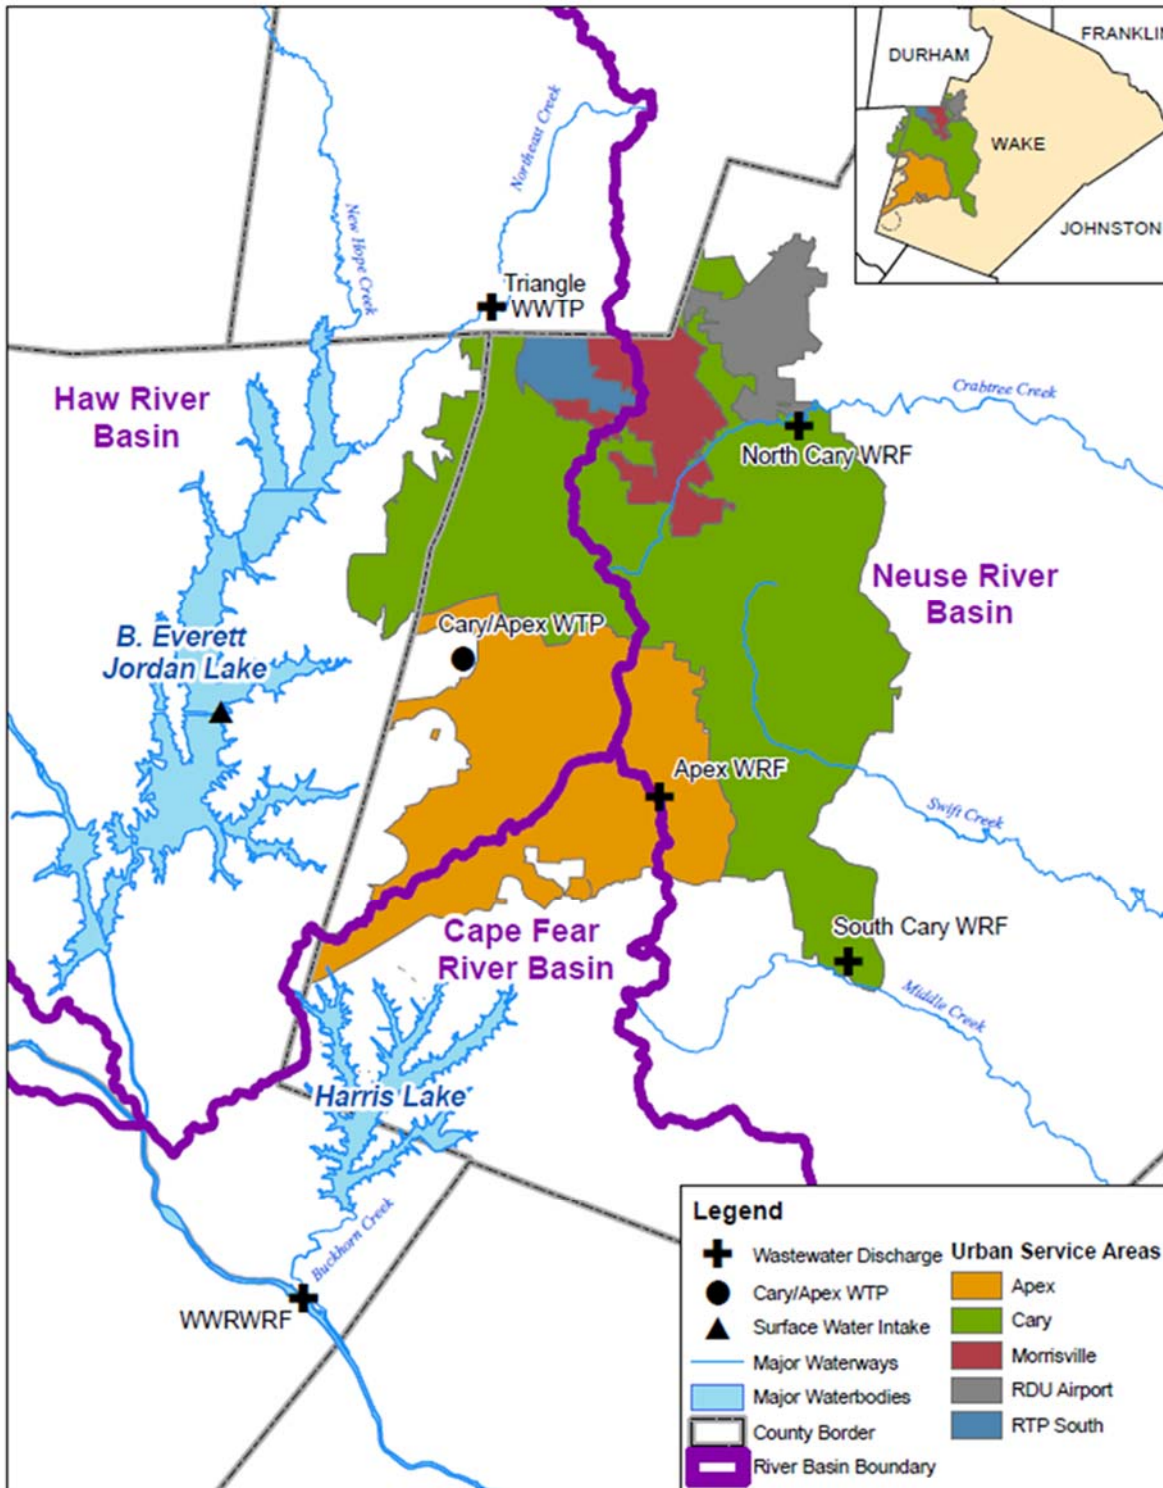 FRANKLIN
DURHAM
WAKE
JOHNSTON
Northeast Creek
New Hope Creek
Triangle
WWTP
Haw River
Basin
Crabtree Creek
North Cary WRF
Neuse River
Basin
Cary/Apex WTP
B. Everett
Jordan Lake
Apex WRF
Swift Creek
South Cary WRF
Cape Fear
River Basin
Middle Creek
Harris Lake
Buckhorn Creek
WWRWRF
Legend
Wastewater Discharge
Cary/Apex WTP
Surface Water Intake
Major Waterways
Major Waterbodies
County Border
River Basin Boundary
Urban Service Areas
Apex
Cary
Morrisville
RDU Airport
RTP South